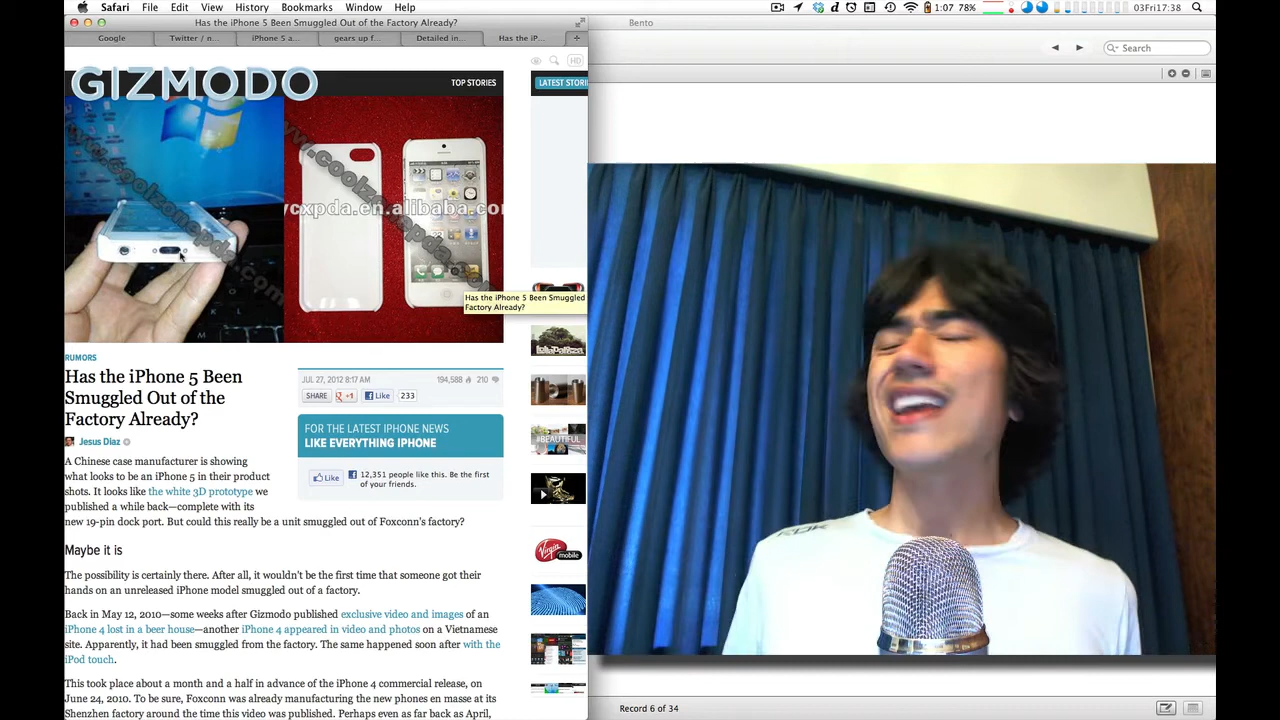 Safari File Edit View History Bookmarks Window Help
1:07 78% 03Fri17:38
Has the iPhone 5 Been Smuggled Out of the Factory Already?
Bento
Google
Twitter / n...
iPhone 5 a...
gears up f...
Detailed in...
Has the iP...
Search
HD
GIZMODO
TOP STORIES
LATEST STORI
www.coolzonepda.com
www.coolzonepda.com
ycxpda.en.alibaba.co
Has the iPhone 5 Been Smuggled
Factory Already?
RUMORS
Has the iPhone 5 Been
Smuggled Out of the
Factory Already?
JUL 27, 2012 8:17 AM
194,588
210
SHARE
+1
Like
233
Jesus Diaz
FOR THE LATEST IPHONE NEWS
LIKE EVERYTHING IPHONE
Like
12,351 people like this. Be the first
of your friends.
#BEAUTIFUL
A Chinese case manufacturer is showing
what looks to be an iPhone 5 in their product
shots. It looks like the white 3D prototype we
published a while back—complete with its
new 19-pin dock port. But could this really be a unit smuggled out of Foxconn's factory?
Maybe it is
The possibility is certainly there. After all, it wouldn't be the first time that someone got their
hands on an unreleased iPhone model smuggled out of a factory.
Back in May 12, 2010—some weeks after Gizmodo published exclusive video and images of an
iPhone 4 lost in a beer house—another iPhone 4 appeared in video and photos on a Vietnamese
site. Apparently, it had been smuggled from the factory. The same happened soon after with the
iPod touch.
This took place about a month and a half in advance of the iPhone 4 commercial release, on
June 24, 2010. To be sure, Foxconn was already manufacturing the new phones en masse at its
Shenzhen factory around the time this video was published. Perhaps even as far back as April,
Virgin
mobile
Record 6 of 34